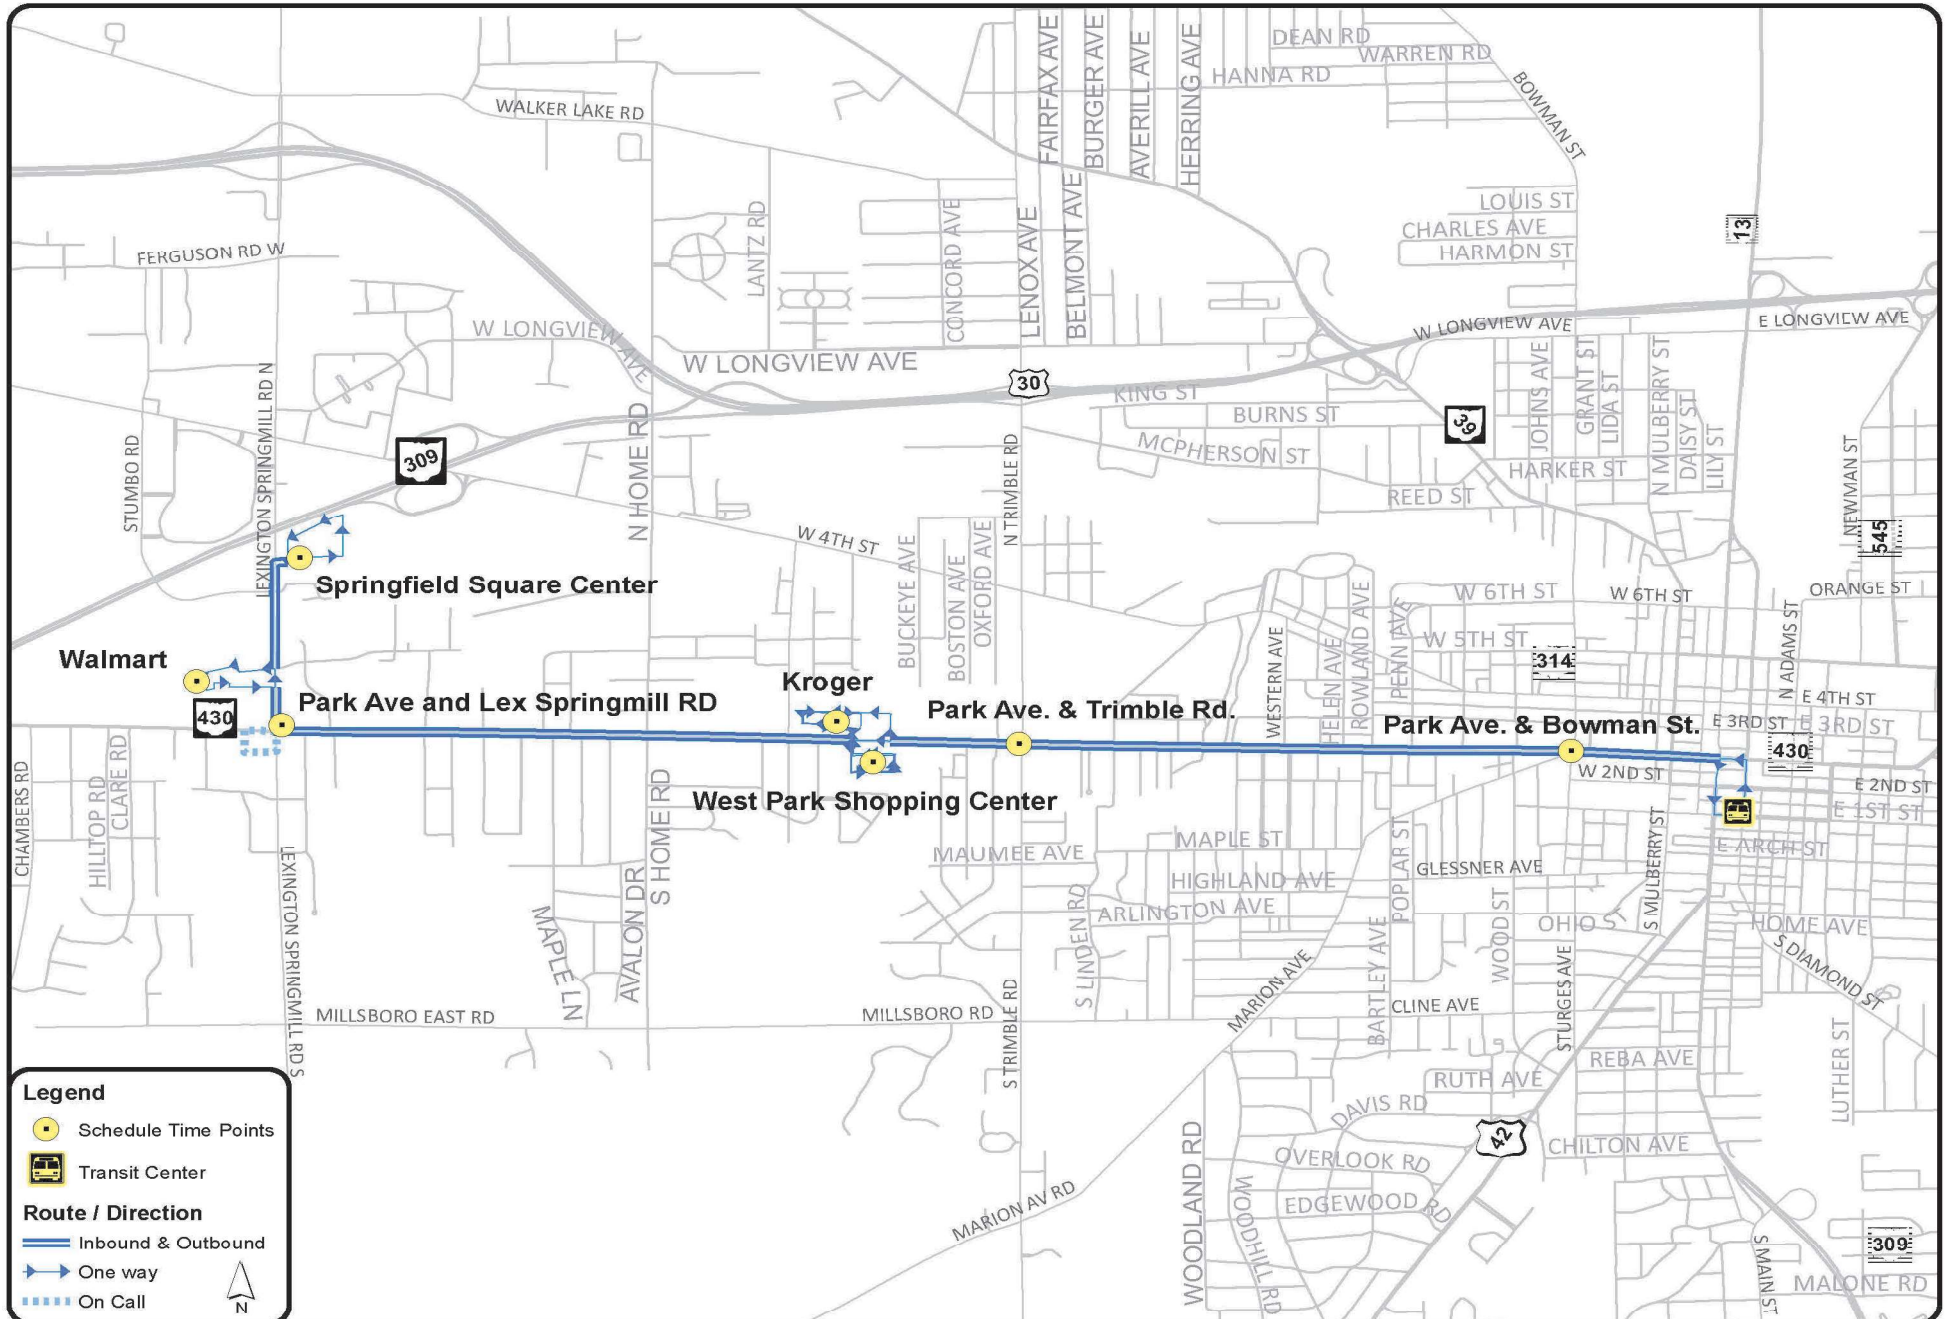 DEAN RD
WARREN RD
HANNA RD
FAIRFAX AVE
BURGER AVE
AVERILL AVE
HERRING AVE
BOWMAN ST
WALKER LAKE RD
LOUIS ST
CHARLES AVE
HARMON ST
13
FERGUSON RD W
LANTZ RD
CONCORD AVE
LENOX AVE
BELMONT AVE
W LONGVIEW AVE
W LONGVIEW AVE
W LONGVIEW AVE
E LONGVIEW AVE
30
KING ST
BURNS ST
MCPHERSON ST
39
JOHNS AVE
GRANT ST
LIDA ST
N MULBERRY ST
DAISY ST
LILY ST
HARKER ST
REED ST
NEWMAN ST
545
STUMBO RD
LEXINGTON SPRINGMILL RD N
309
N HOME RD
N TRIMBLE RD
W 4TH ST
BUCKEYE AVE
BOSTON AVE
OXFORD AVE
Springfield Square Center
W 6TH ST
W 6TH ST
ORANGE ST
W 5TH ST
N ADAMS ST
WESTERN AVE
HELEN AVE
ROWLAND AVE
PENN AVE
314
Walmart
Kroger
430
Park Ave and Lex Springmill RD
Park Ave. & Trimble Rd.
Park Ave. & Bowman St.
E 4TH ST
E 3RD ST
E 3RD ST
430
W 2ND ST
E 2ND ST
E 1ST ST
West Park Shopping Center
CHAMBERS RD
HILLTOP RD
CLARE RD
S HOME RD
MAUMEE AVE
MAPLE ST
GLESSNER AVE
S MULBERRY ST
E ARCH ST
HIGHLAND AVE
ARLINGTON AVE
POPLAR ST
WOOD ST
OHIO ST
HOME AVE
S DIAMOND ST
LEXINGTON SPRINGMILL RD S
MAPLE LN
AVALON DR
S LINDEN RD
MARION AVE
BARTLEY AVE
STURGES AVE
CLINE AVE
MILLSBORO EAST RD
MILLSBORO RD
S TRIMBLE RD
REBA AVE
RUTH AVE
LUTHER ST
DAVIS RD
42
CHILTON AVE
OVERLOOK RD
EDGEWOOD RD
WOODLAND RD
WOODHILL RD
MARION AV RD
S MAIN ST
309
MALONE RD
Legend
Schedule Time Points
Transit Center
Route / Direction
Inbound & Outbound
One way
On Call
N